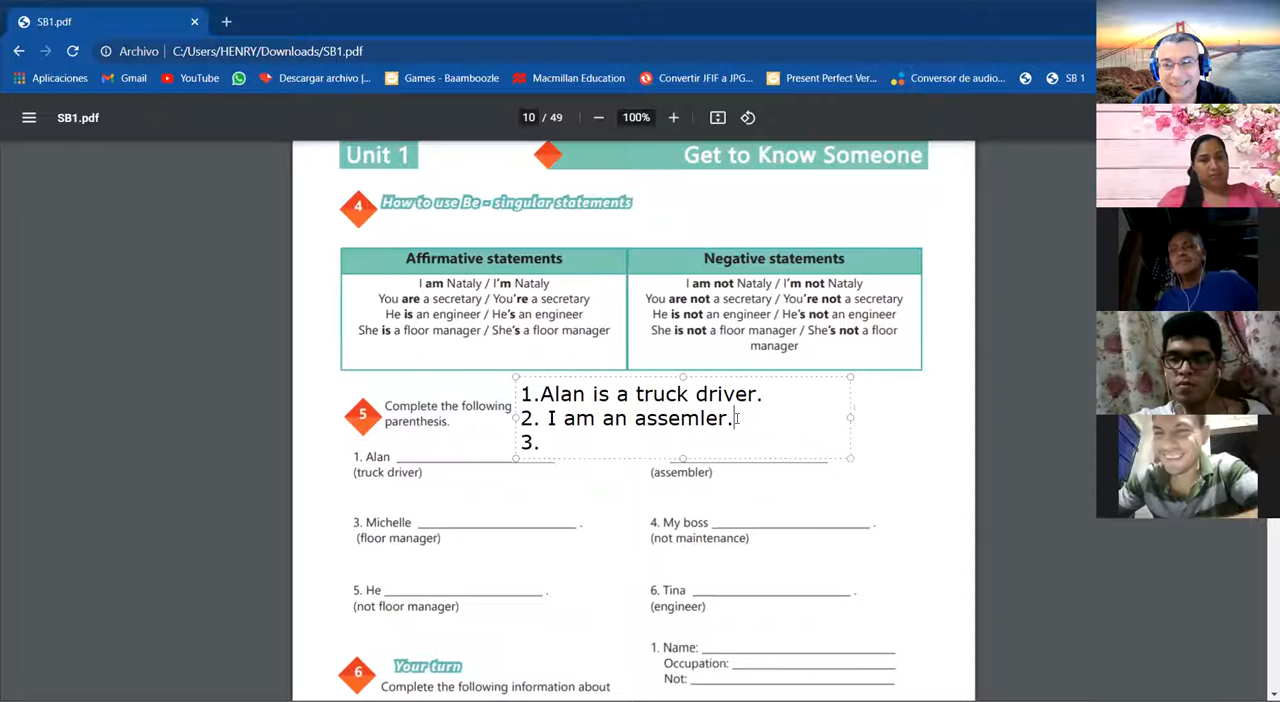 SB1.pdf
Archivo C:/Users/HENRY/Downloads/SB1.pdf
Aplicaciones Gmail YouTube Descargar archivo |... Games - Baamboozle Macmillan Education Convertir JFIF a JPG... Present Perfect Ver... Conversor de audio... SB 1
SB1.pdf 10 / 49 100%
Unit 1 Get to Know Someone
4 How to use Be - singular statements
Affirmative statements Negative statements
I am Nataly / I'm Nataly I am not Nataly / I'm not Nataly
You are a secretary / You're a secretary You are not a secretary / You're not a secretary
He is an engineer / He's an engineer He is not an engineer / He's not an engineer
She is a floor manager / She's a floor manager She is not a floor manager / She's not a floor
manager
1.Alan is a truck driver.
2. I am an assemler.
3.
5 Complete the following
parenthesis.
1. Alan
(truck driver) (assembler)
3. Michelle . 4. My boss .
(floor manager) (not maintenance)
5. He . 6. Tina .
(not floor manager) (engineer)
1. Name:
Occupation:
Not:
6 Your turn
Complete the following information about